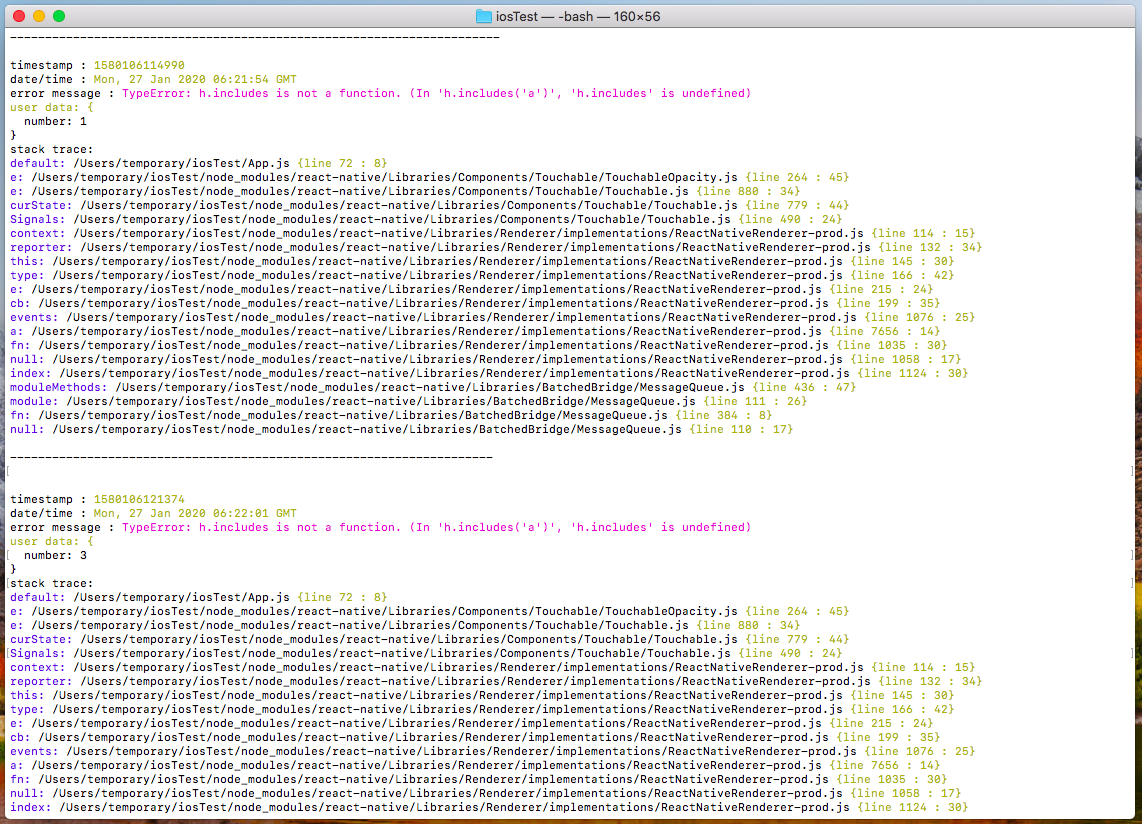 iosTest — -bash — 160×56
----------------------------------------------------------------------
timestamp : 1580106114990
date/time : Mon, 27 Jan 2020 06:21:54 GMT
error message : TypeError: h.includes is not a function. (In 'h.includes('a')', 'h.includes' is undefined)
user data: {
  number: 1
}
stack trace:
default: /Users/temporary/iosTest/App.js {line 72 : 8}
e: /Users/temporary/iosTest/node_modules/react-native/Libraries/Components/Touchable/TouchableOpacity.js {line 264 : 45}
e: /Users/temporary/iosTest/node_modules/react-native/Libraries/Components/Touchable/Touchable.js {line 880 : 34}
curState: /Users/temporary/iosTest/node_modules/react-native/Libraries/Components/Touchable/Touchable.js {line 779 : 44}
Signals: /Users/temporary/iosTest/node_modules/react-native/Libraries/Components/Touchable/Touchable.js {line 490 : 24}
context: /Users/temporary/iosTest/node_modules/react-native/Libraries/Renderer/implementations/ReactNativeRenderer-prod.js {line 114 : 15}
reporter: /Users/temporary/iosTest/node_modules/react-native/Libraries/Renderer/implementations/ReactNativeRenderer-prod.js {line 132 : 34}
this: /Users/temporary/iosTest/node_modules/react-native/Libraries/Renderer/implementations/ReactNativeRenderer-prod.js {line 145 : 30}
type: /Users/temporary/iosTest/node_modules/react-native/Libraries/Renderer/implementations/ReactNativeRenderer-prod.js {line 166 : 42}
e: /Users/temporary/iosTest/node_modules/react-native/Libraries/Renderer/implementations/ReactNativeRenderer-prod.js {line 215 : 24}
cb: /Users/temporary/iosTest/node_modules/react-native/Libraries/Renderer/implementations/ReactNativeRenderer-prod.js {line 199 : 35}
events: /Users/temporary/iosTest/node_modules/react-native/Libraries/Renderer/implementations/ReactNativeRenderer-prod.js {line 1076 : 25}
a: /Users/temporary/iosTest/node_modules/react-native/Libraries/Renderer/implementations/ReactNativeRenderer-prod.js {line 7656 : 14}
fn: /Users/temporary/iosTest/node_modules/react-native/Libraries/Renderer/implementations/ReactNativeRenderer-prod.js {line 1035 : 30}
null: /Users/temporary/iosTest/node_modules/react-native/Libraries/Renderer/implementations/ReactNativeRenderer-prod.js {line 1058 : 17}
index: /Users/temporary/iosTest/node_modules/react-native/Libraries/Renderer/implementations/ReactNativeRenderer-prod.js {line 1124 : 30}
moduleMethods: /Users/temporary/iosTest/node_modules/react-native/Libraries/BatchedBridge/MessageQueue.js {line 436 : 47}
module: /Users/temporary/iosTest/node_modules/react-native/Libraries/BatchedBridge/MessageQueue.js {line 111 : 26}
fn: /Users/temporary/iosTest/node_modules/react-native/Libraries/BatchedBridge/MessageQueue.js {line 384 : 8}
null: /Users/temporary/iosTest/node_modules/react-native/Libraries/BatchedBridge/MessageQueue.js {line 110 : 17}
---------------------------------------------------------------------
[ ]
timestamp : 1580106121374
date/time : Mon, 27 Jan 2020 06:22:01 GMT
error message : TypeError: h.includes is not a function. (In 'h.includes('a')', 'h.includes' is undefined)
user data: {
[ number: 3 ]
}
[stack trace: ]
default: /Users/temporary/iosTest/App.js {line 72 : 8}
e: /Users/temporary/iosTest/node_modules/react-native/Libraries/Components/Touchable/TouchableOpacity.js {line 264 : 45}
e: /Users/temporary/iosTest/node_modules/react-native/Libraries/Components/Touchable/Touchable.js {line 880 : 34}
curState: /Users/temporary/iosTest/node_modules/react-native/Libraries/Components/Touchable/Touchable.js {line 779 : 44}
[Signals: /Users/temporary/iosTest/node_modules/react-native/Libraries/Components/Touchable/Touchable.js {line 490 : 24} ]
context: /Users/temporary/iosTest/node_modules/react-native/Libraries/Renderer/implementations/ReactNativeRenderer-prod.js {line 114 : 15}
reporter: /Users/temporary/iosTest/node_modules/react-native/Libraries/Renderer/implementations/ReactNativeRenderer-prod.js {line 132 : 34}
this: /Users/temporary/iosTest/node_modules/react-native/Libraries/Renderer/implementations/ReactNativeRenderer-prod.js {line 145 : 30}
type: /Users/temporary/iosTest/node_modules/react-native/Libraries/Renderer/implementations/ReactNativeRenderer-prod.js {line 166 : 42}
e: /Users/temporary/iosTest/node_modules/react-native/Libraries/Renderer/implementations/ReactNativeRenderer-prod.js {line 215 : 24}
cb: /Users/temporary/iosTest/node_modules/react-native/Libraries/Renderer/implementations/ReactNativeRenderer-prod.js {line 199 : 35}
events: /Users/temporary/iosTest/node_modules/react-native/Libraries/Renderer/implementations/ReactNativeRenderer-prod.js {line 1076 : 25}
a: /Users/temporary/iosTest/node_modules/react-native/Libraries/Renderer/implementations/ReactNativeRenderer-prod.js {line 7656 : 14}
fn: /Users/temporary/iosTest/node_modules/react-native/Libraries/Renderer/implementations/ReactNativeRenderer-prod.js {line 1035 : 30}
null: /Users/temporary/iosTest/node_modules/react-native/Libraries/Renderer/implementations/ReactNativeRenderer-prod.js {line 1058 : 17}
index: /Users/temporary/iosTest/node_modules/react-native/Libraries/Renderer/implementations/ReactNativeRenderer-prod.js {line 1124 : 30}